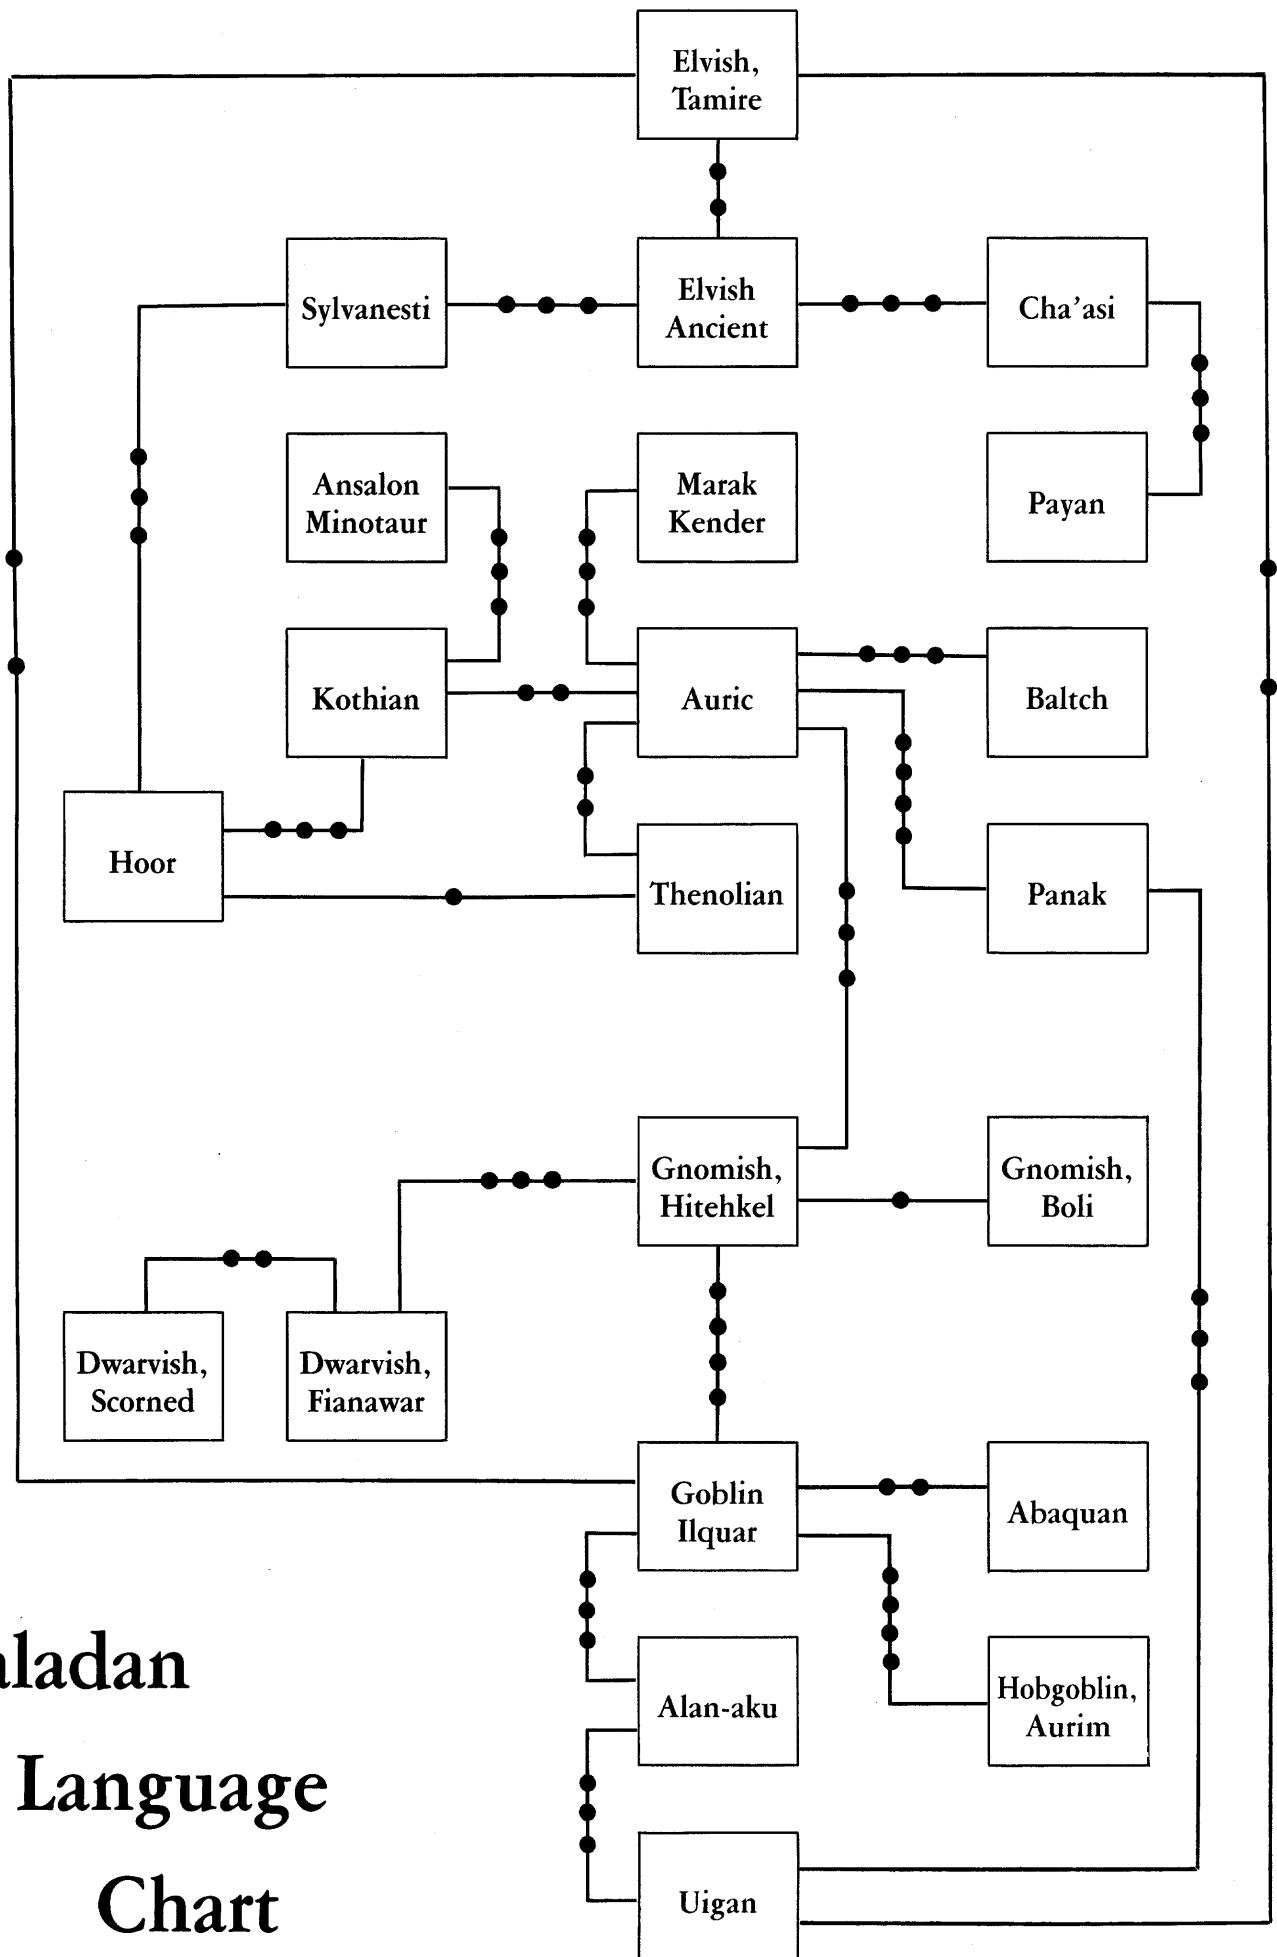 Elvish,
Tamire
Sylvanesti
Elvish
Ancient
Cha'asi
Ansalon
Minotaur
Marak
Kender
Payan
Kothian
Auric
Baltch
Hoor
Thenolian
Panak
Gnomish,
Hitehkel
Gnomish,
Boli
Dwarvish,
Scorned
Dwarvish,
Fianawar
Goblin
Ilquar
Abaquan
Alan-aku
Hobgoblin,
Aurim
Uigan
aladan
Language
Chart